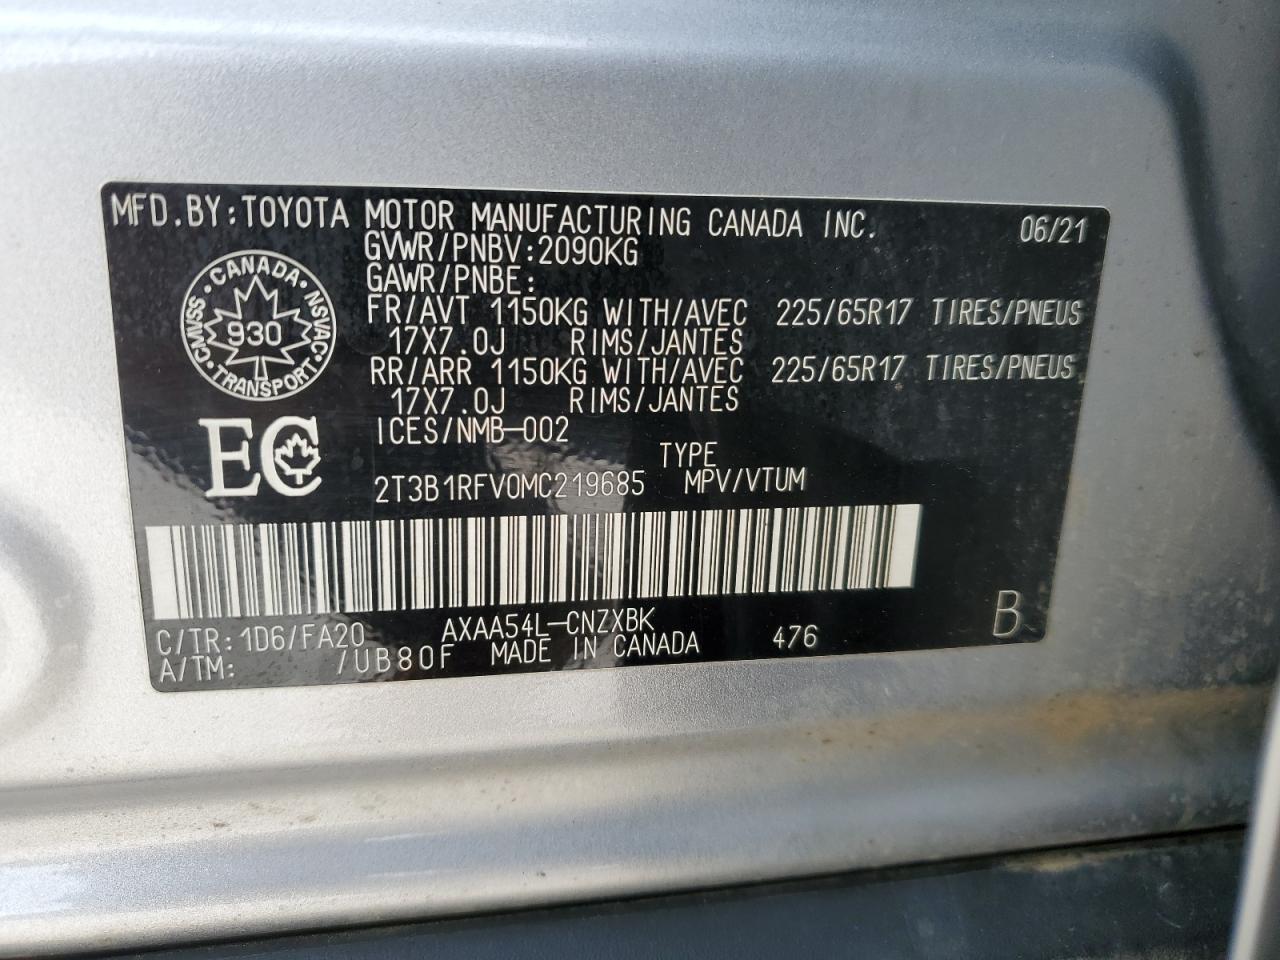 MFD.BY:TOYOTA MOTOR MANUFACTURING CANADA INC. 06/21
GVWR/PNBV:2090KG
GAWR/PNBE:
FR/AVT 1150KG WITH/AVEC 225/65R17 TIRES/PNEUS
17X7.0J RIMS/JANTES
RR/ARR 1150KG WITH/AVEC 225/65R17 TIRES/PNEUS
17X7.0J RIMS/JANTES
ICES/NMB-002
CANADA
CMVSS
NSVAC
930
TRANSPORT
EC
TYPE
2T3B1RFV0MC219685 MPV/VTUM
C/TR:1D6/FA20 AXAA54L-CNZXBK 476 B
A/TM: /UB80F MADE IN CANADA